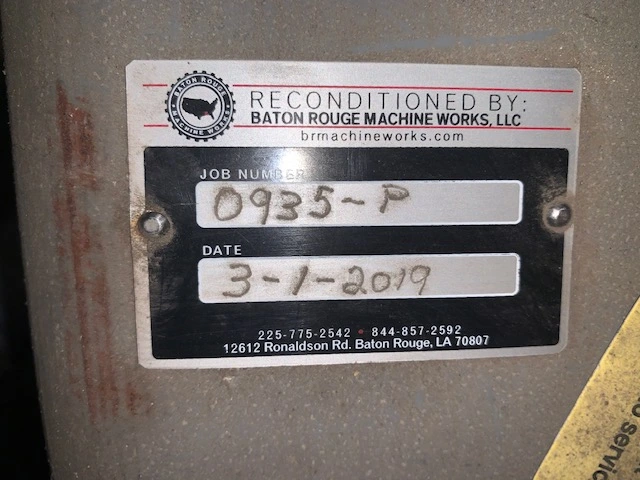 BATON ROUGE
MACHINE WORKS
RECONDITIONED BY:
BATON ROUGE MACHINE WORKS, LLC
brmachineworks.com
JOB NUMBER
0935-P
DATE
3-1-2019
225-775-2542 • 844-857-2592
12612 Ronaldson Rd. Baton Rouge, LA 70807